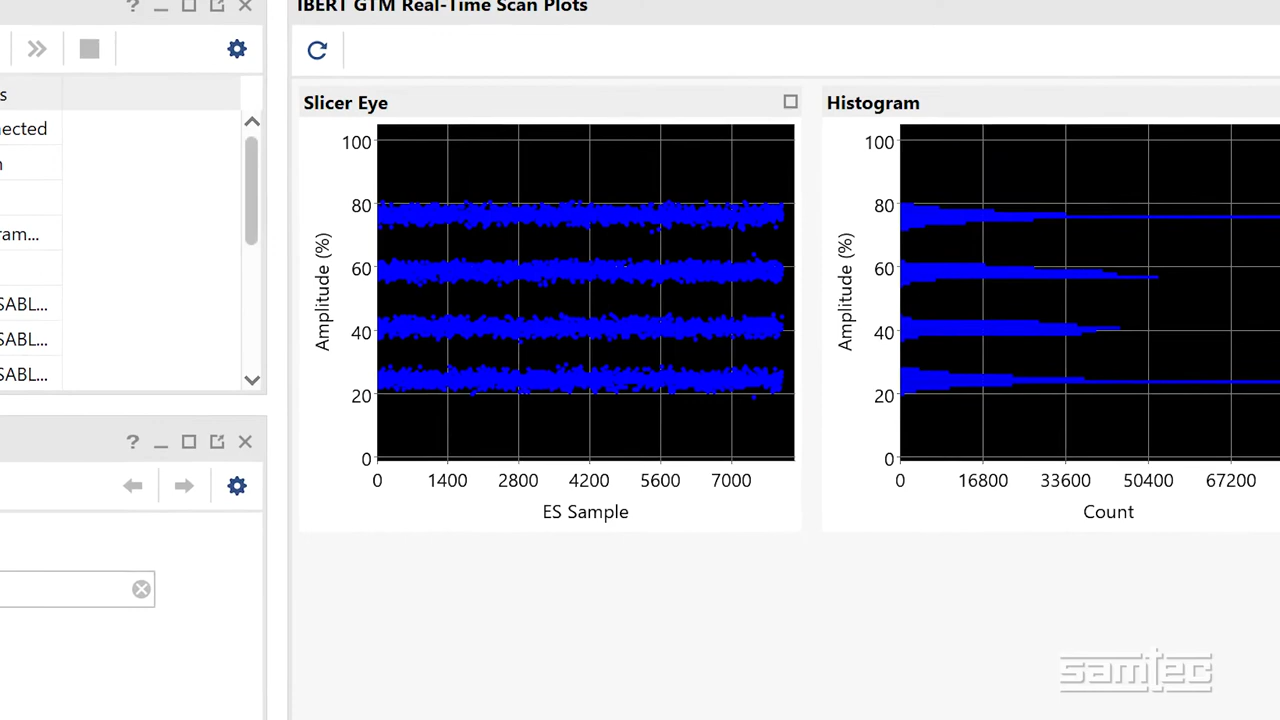 IBERT GTM Real-Time Scan Plots
s
Slicer Eye
Histogram
ected
n
ram...
SABL...
SABL...
SABL...
Amplitude (%)
100
80
60
40
20
0
0 1400 2800 4200 5600 7000
ES Sample
Amplitude (%)
100
80
60
40
20
0
0 16800 33600 50400 67200
Count
samtec